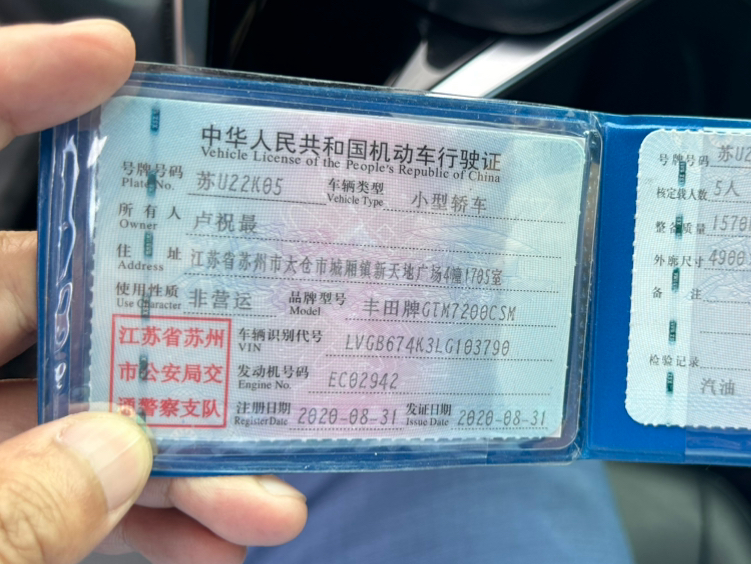 中华人民共和国机动车行驶证
Vehicle License of the People's Republic of China
号牌号码 苏U22K05 车辆类型 小型轿车
Plate No. Vehicle Type
所有人 卢祝最
Owner
住址 江苏省苏州市太仓市城厢镇新天地广场4幢1705室
Address
使用性质 非营运 品牌型号 丰田牌GTM7200CSM
Use Character Model
江苏省苏州
市公安局交
通警察支队
车辆识别代号 LVGB674K3LG103790
VIN
发动机号码 EC02942
Engine No.
注册日期 2020-08-31 发证日期 2020-08-31
Register Date Issue Date
号牌号码 苏U2
核定载人数 5人
整备质量 1570
外廓尺寸 4900
备注
检验记录
汽油